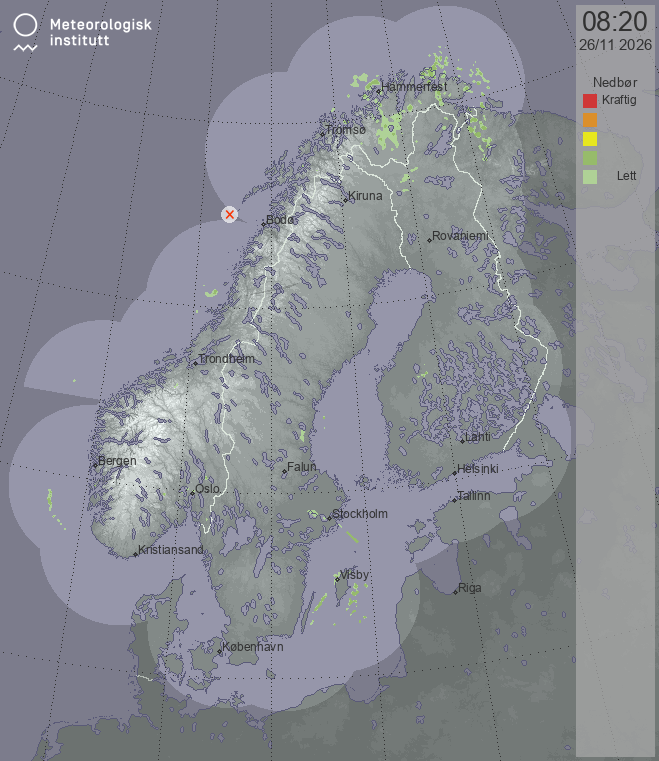 Meteorologisk
institutt
08:20
26/11 2026
Nedbør
Kraftig
Lett
Hammerfest
Tromsø
Kiruna
Bodø
Rovaniemi
Trondheim
Lahti
Bergen
Falun
Helsinki
Oslo
Tallinn
Stockholm
Kristiansand
Visby
Riga
København